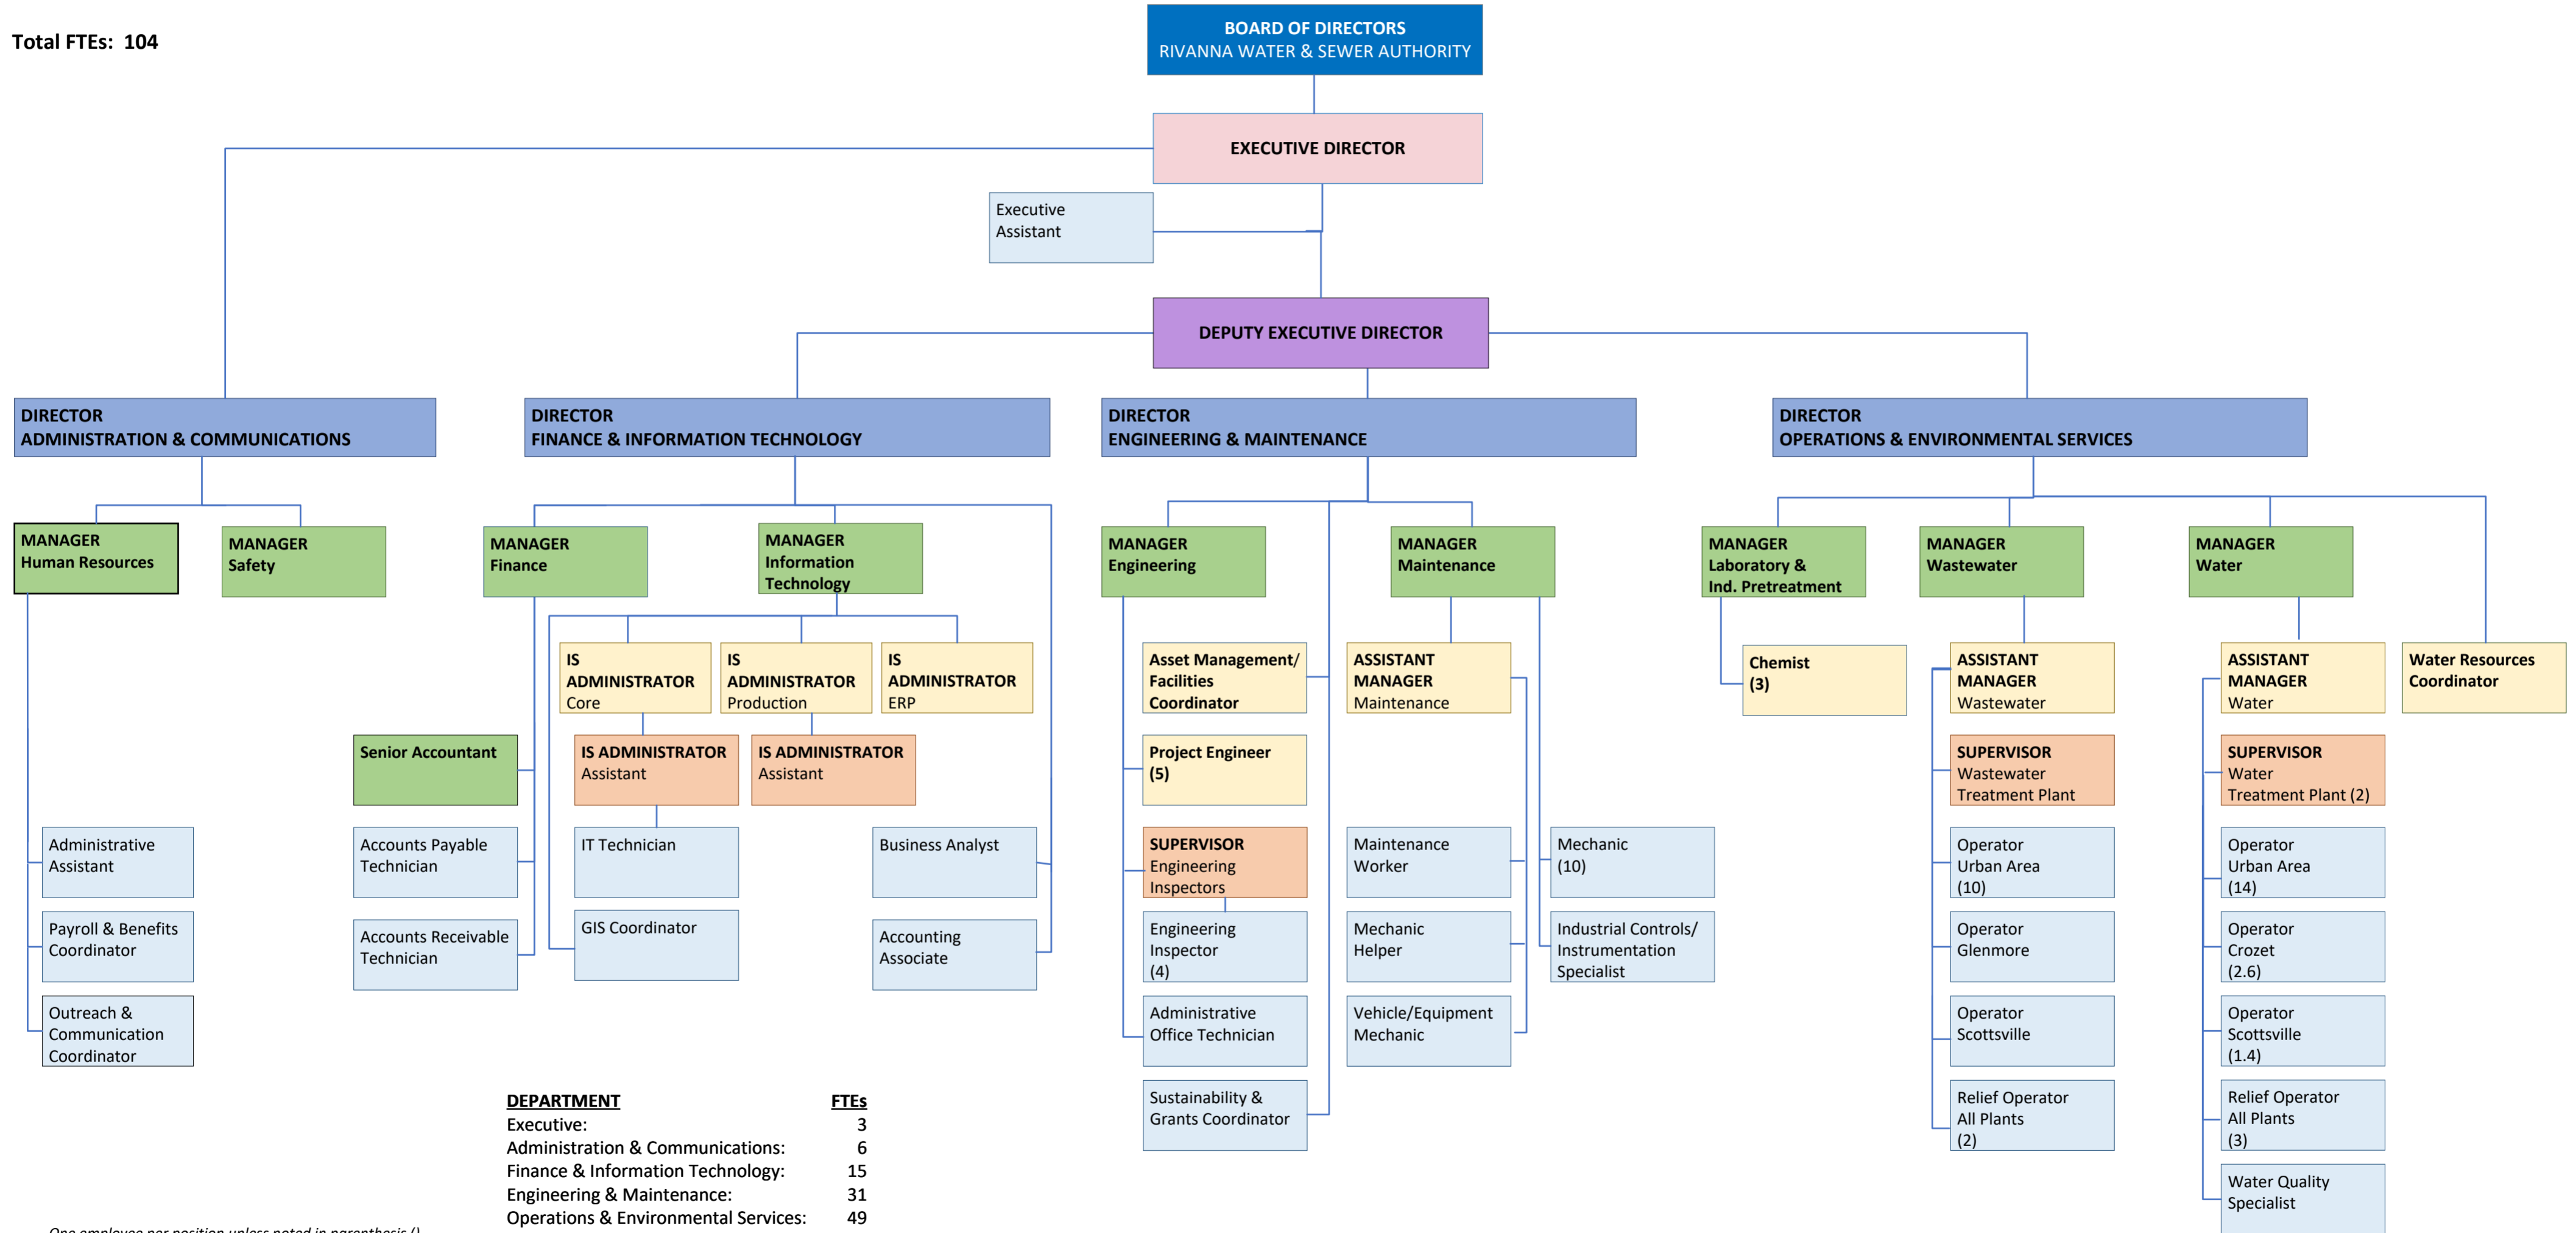 Total FTEs: 104
BOARD OF DIRECTORS
RIVANNA WATER & SEWER AUTHORITY
EXECUTIVE DIRECTOR
Executive
Assistant
DEPUTY EXECUTIVE DIRECTOR
DIRECTOR
ADMINISTRATION & COMMUNICATIONS
DIRECTOR
FINANCE & INFORMATION TECHNOLOGY
DIRECTOR
ENGINEERING & MAINTENANCE
DIRECTOR
OPERATIONS & ENVIRONMENTAL SERVICES
MANAGER
Human Resources
MANAGER
Safety
MANAGER
Finance
MANAGER
Information
Technology
MANAGER
Engineering
MANAGER
Maintenance
MANAGER
Laboratory &
Ind. Pretreatment
MANAGER
Wastewater
MANAGER
Water
IS
ADMINISTRATOR
Core
IS
ADMINISTRATOR
Production
IS
ADMINISTRATOR
ERP
Asset Management/
Facilities
Coordinator
ASSISTANT
MANAGER
Maintenance
Chemist
(3)
ASSISTANT
MANAGER
Wastewater
ASSISTANT
MANAGER
Water
Water Resources
Coordinator
Senior Accountant
IS ADMINISTRATOR
Assistant
IS ADMINISTRATOR
Assistant
Project Engineer
(5)
SUPERVISOR
Wastewater
Treatment Plant
SUPERVISOR
Water
Treatment Plant (2)
Administrative
Assistant
Accounts Payable
Technician
IT Technician
Business Analyst
SUPERVISOR
Engineering
Inspectors
Maintenance
Worker
Mechanic
(10)
Operator
Urban Area
(10)
Operator
Urban Area
(14)
Payroll & Benefits
Coordinator
Accounts Receivable
Technician
GIS Coordinator
Accounting
Associate
Engineering
Inspector
(4)
Mechanic
Helper
Industrial Controls/
Instrumentation
Specialist
Operator
Glenmore
Operator
Crozet
(2.6)
Outreach &
Communication
Coordinator
Administrative
Office Technician
Vehicle/Equipment
Mechanic
Operator
Scottsville
Operator
Scottsville
(1.4)
Sustainability &
Grants Coordinator
Relief Operator
All Plants
(2)
Relief Operator
All Plants
(3)
Water Quality
Specialist
DEPARTMENT FTEs
Executive: 3
Administration & Communications: 6
Finance & Information Technology: 15
Engineering & Maintenance: 31
Operations & Environmental Services: 49
One employee per position unless noted in parenthesis ()